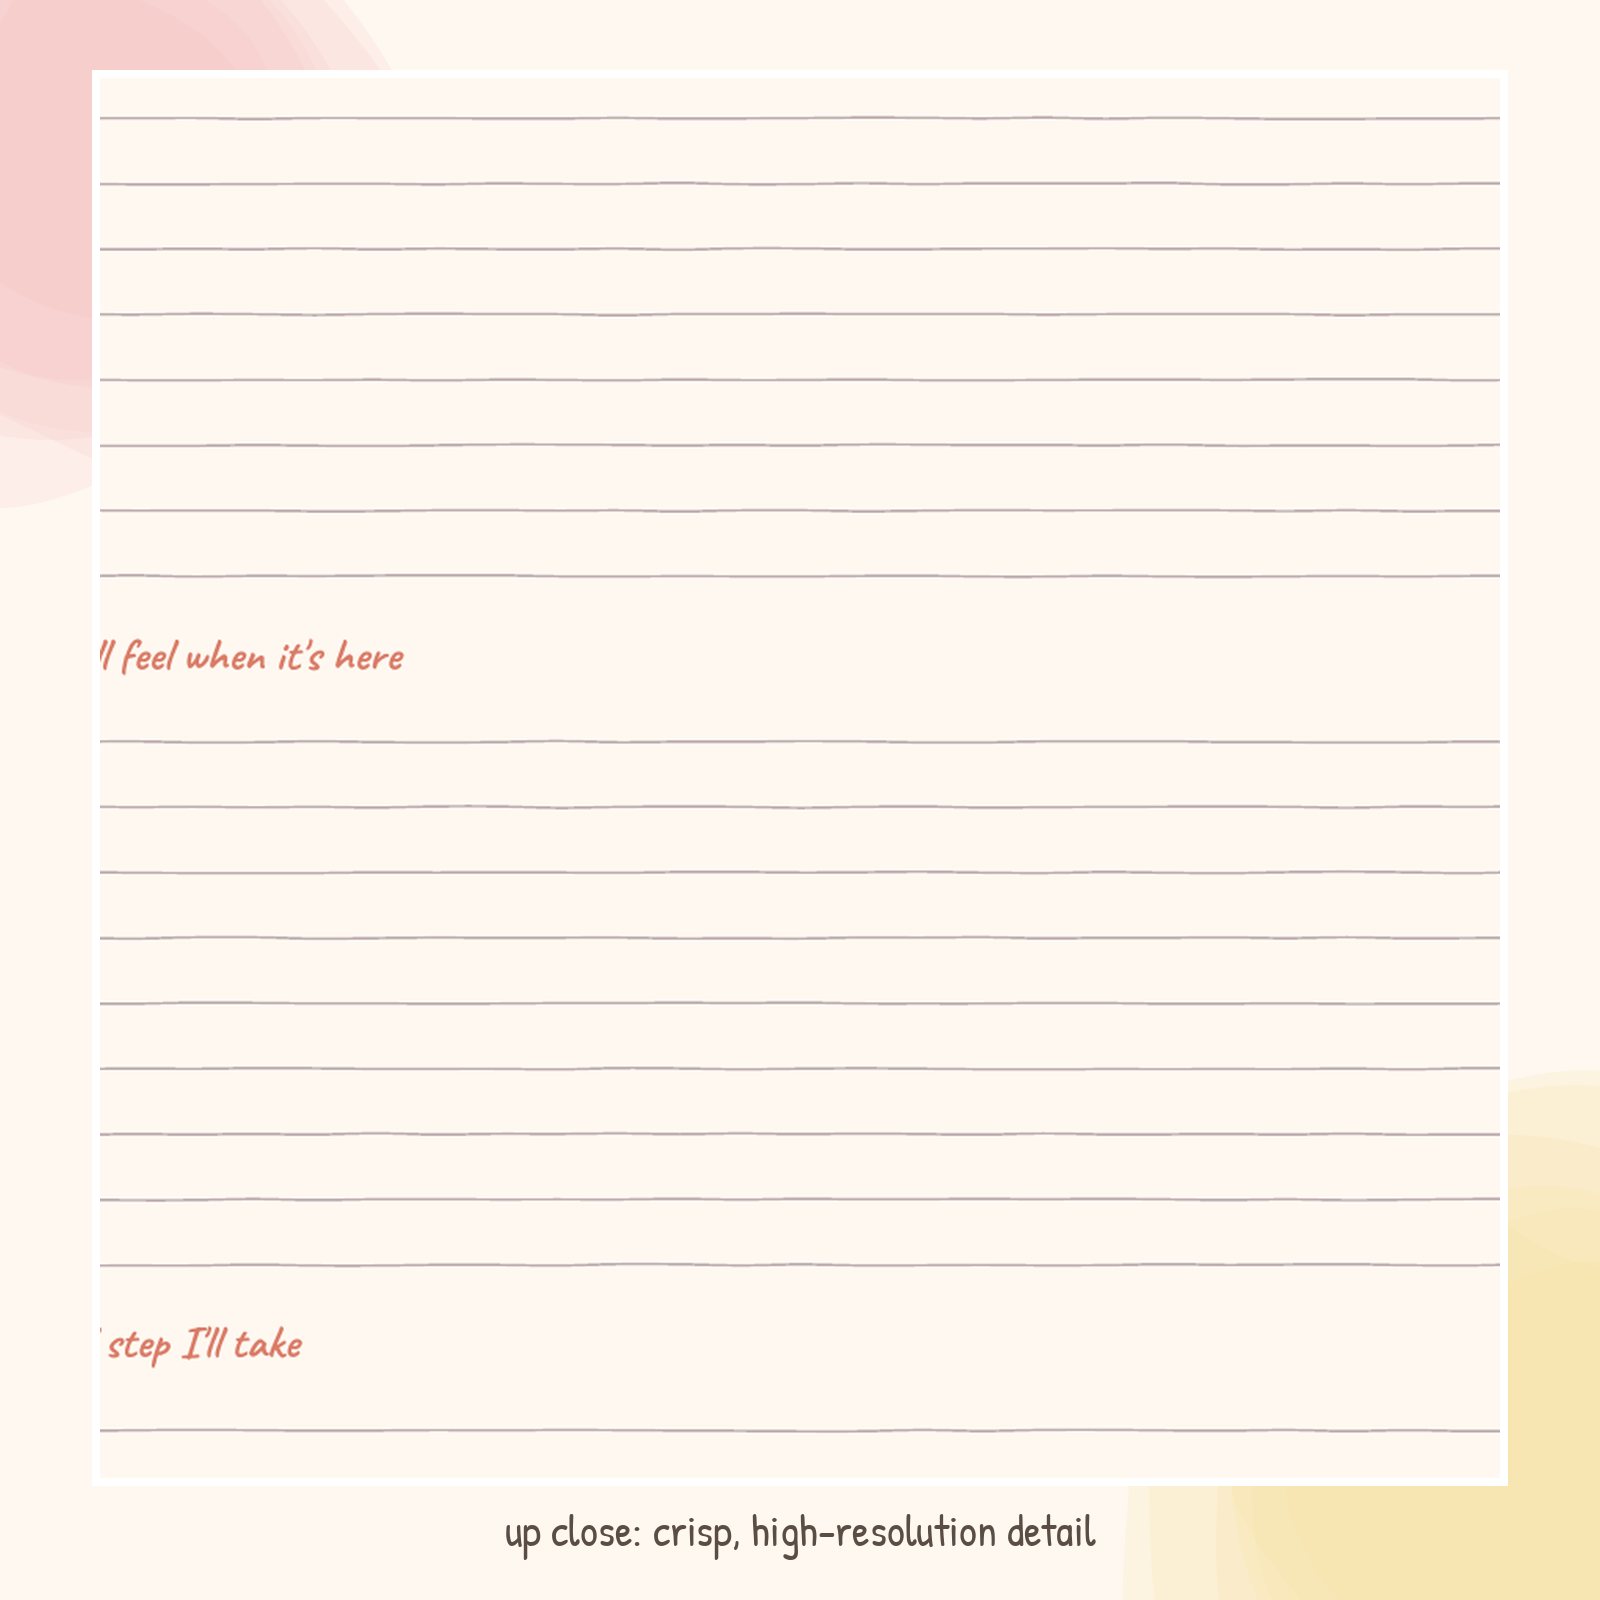 feel when it's here
step I'll take
up close: crisp, high-resolution detail